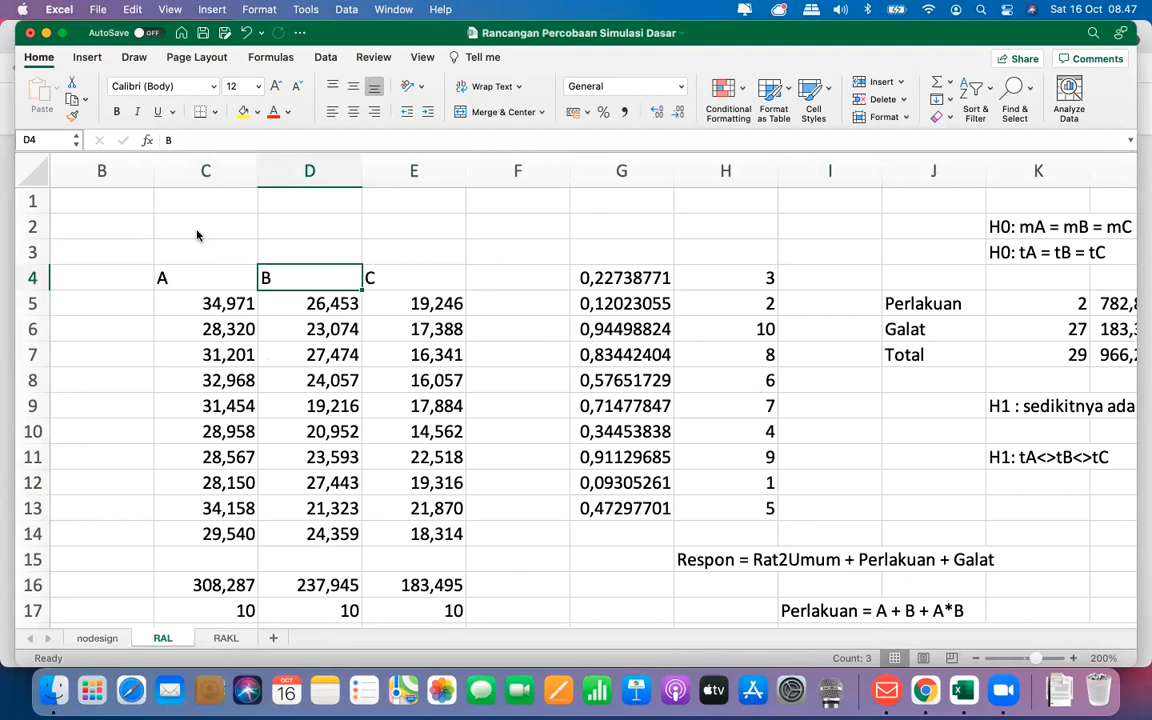 Excel File Edit View Insert Format Tools Data Window Help Sat 16 Oct 08.47
AutoSave OFF Rancangan Percobaan Simulasi Dasar
Home Insert Draw Page Layout Formulas Data Review View Tell me Share Comments
Paste Calibri (Body) 12 Wrap Text General Insert
B I U Merge & Center Conditional Formatting Format as Table Cell Styles Delete Format Sort & Filter Find & Select Analyze Data
D4 fx B
B C D E F G H I J K
1
2 H0: mA = mB = mC
3 H0: tA = tB = tC
4 A B C 0,22738771 3
5 34,971 26,453 19,246 0,12023055 2 Perlakuan 2 782,8
6 28,320 23,074 17,388 0,94498824 10 Galat 27 183,3
7 31,201 27,474 16,341 0,83442404 8 Total 29 966,2
8 32,968 24,057 16,057 0,57651729 6
9 31,454 19,216 17,884 0,71477847 7 H1 : sedikitnya ada
10 28,958 20,952 14,562 0,34453838 4
11 28,567 23,593 22,518 0,91129685 9 H1: tA<>tB<>tC
12 28,150 27,443 19,316 0,09305261 1
13 34,158 21,323 21,870 0,47297701 5
14 29,540 24,359 18,314
15 Respon = Rat2Umum + Perlakuan + Galat
16 308,287 237,945 183,495
17 10 10 10 Perlakuan = A + B + A*B
nodesign RAL RAKL
Ready Count: 3 200%
OCT
16
tv